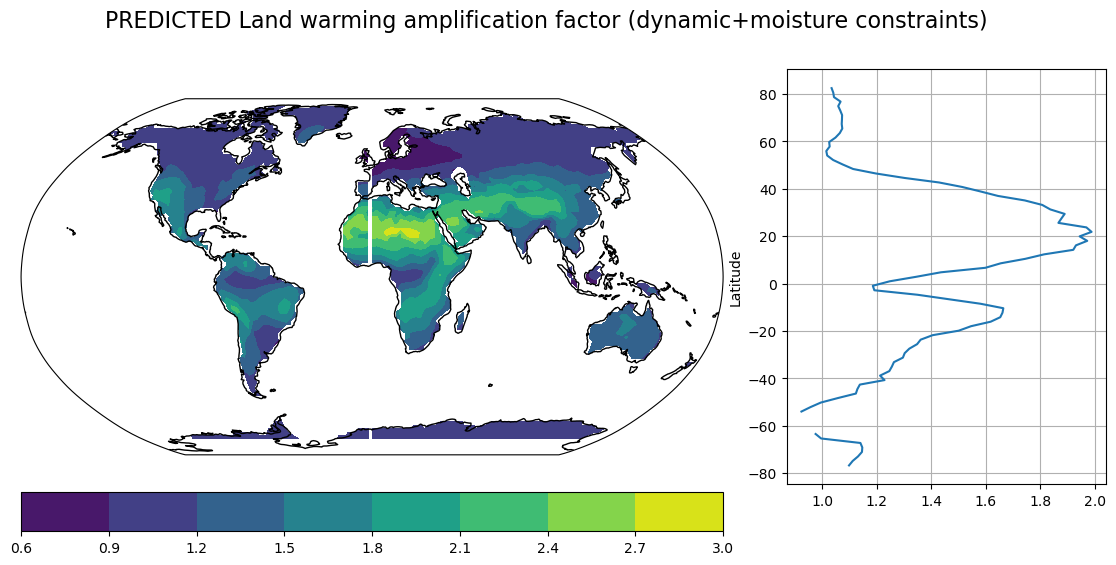 PREDICTED Land warming amplification factor (dynamic+moisture constraints)
80
60
40
20
0
−20
−40
−60
−80
Latitude
1.0 1.2 1.4 1.6 1.8 2.0
0.6 0.9 1.2 1.5 1.8 2.1 2.4 2.7 3.0